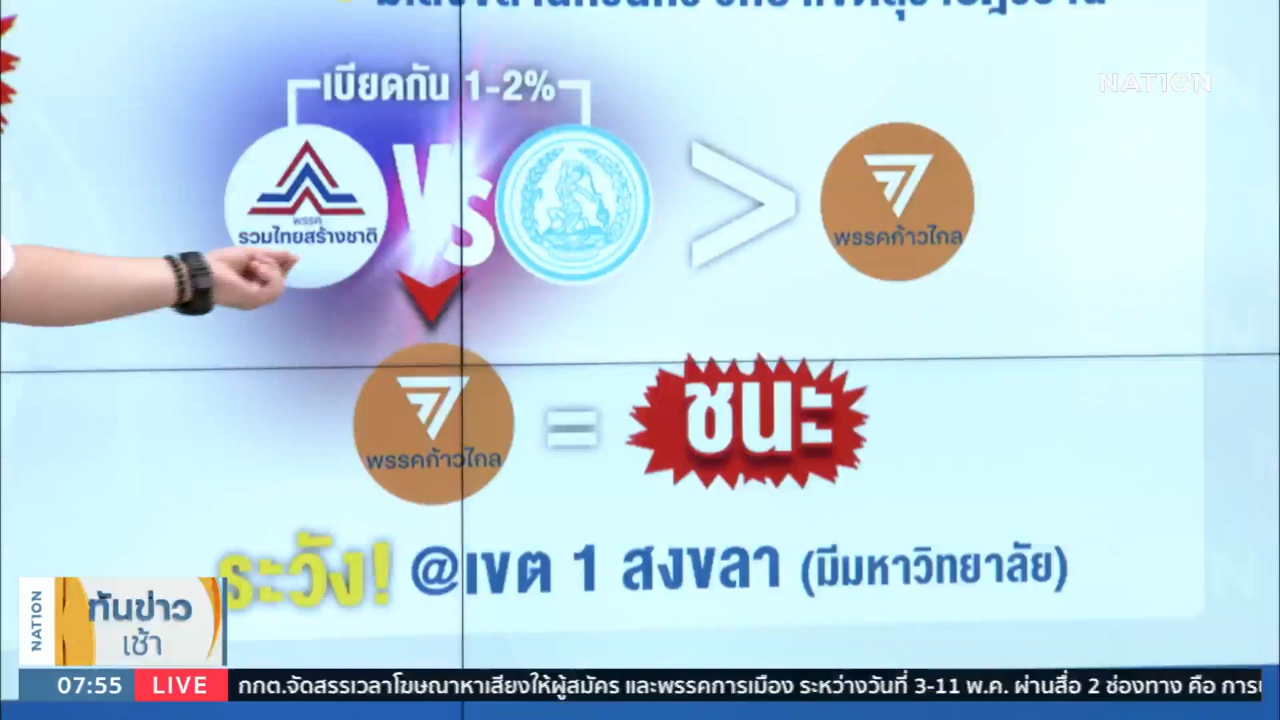 NATION
เบียดกัน 1-2%
พรรค
รวมไทยสร้างชาติ
VS
>
พรรคก้าวไกล
พรรคก้าวไกล
=
ชนะ
ระวัง! @เขต 1 สงขลา (มีมหาวิทยาลัย)
NATION
ทันข่าว
เช้า
07:55 LIVE กกต.จัดสรรเวลาโฆษณาหาเสียงให้ผู้สมัคร และพรรคการเมือง ระหว่างวันที่ 3-11 พ.ค. ผ่านสื่อ 2 ช่องทาง คือ